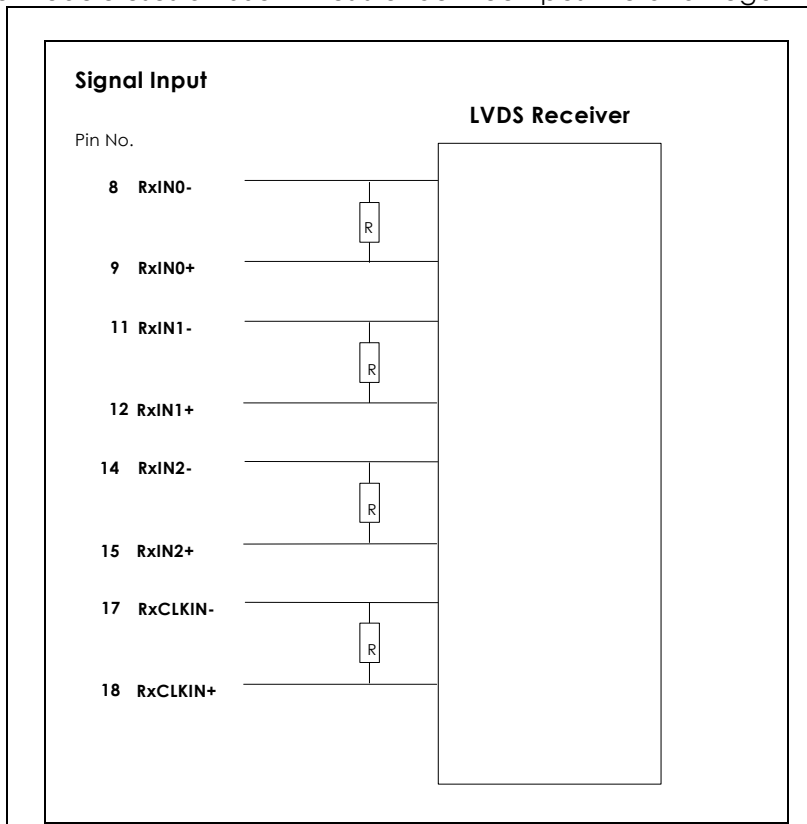 Signal Input
LVDS Receiver
Pin No.
8 RxIN0-
R
9 RxIN0+
11 RxIN1-
R
12 RxIN1+
14 RxIN2-
R
15 RxIN2+
17 RxCLKIN-
R
18 RxCLKIN+